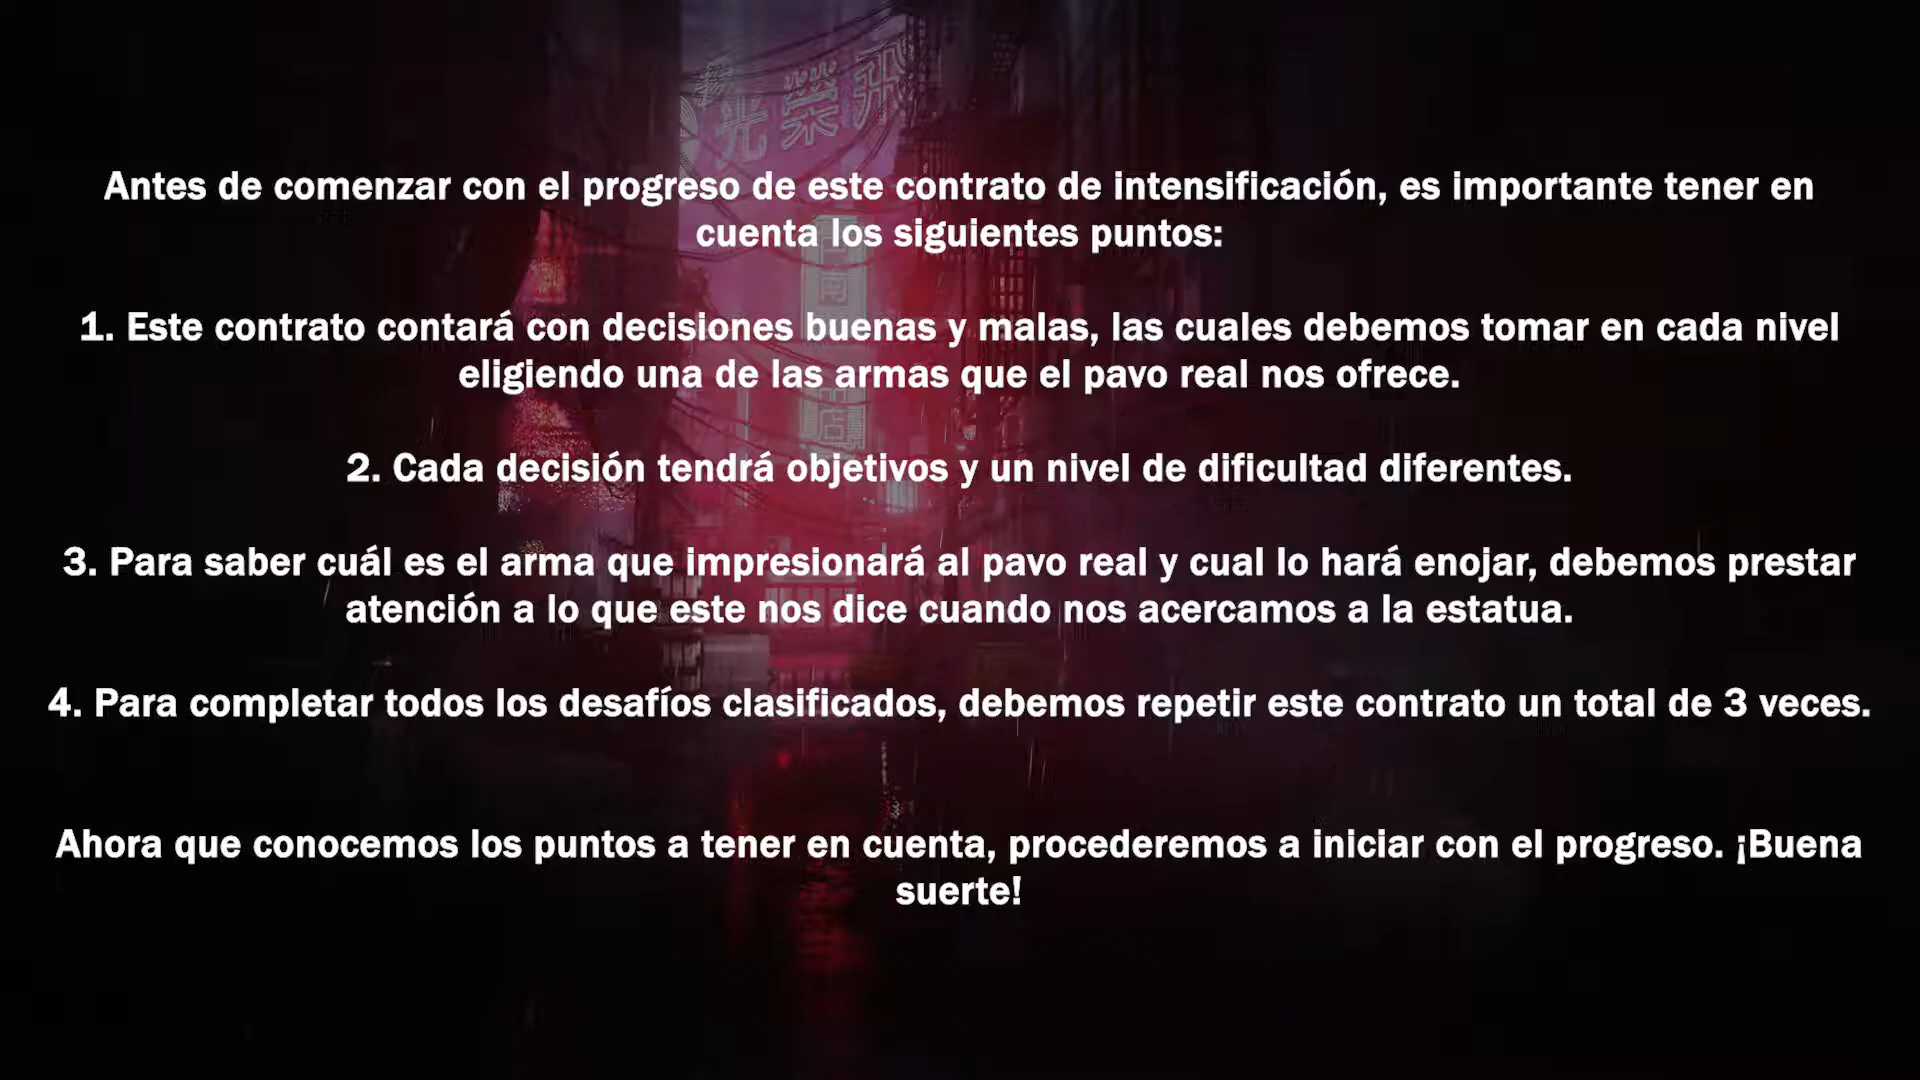 光榮飛
Antes de comenzar con el progreso de este contrato de intensificación, es importante tener en
cuenta los siguientes puntos:
1. Este contrato contará con decisiones buenas y malas, las cuales debemos tomar en cada nivel
eligiendo una de las armas que el pavo real nos ofrece.
2. Cada decisión tendrá objetivos y un nivel de dificultad diferentes.
3. Para saber cuál es el arma que impresionará al pavo real y cual lo hará enojar, debemos prestar
atención a lo que este nos dice cuando nos acercamos a la estatua.
4. Para completar todos los desafíos clasificados, debemos repetir este contrato un total de 3 veces.
Ahora que conocemos los puntos a tener en cuenta, procederemos a iniciar con el progreso. ¡Buena
suerte!